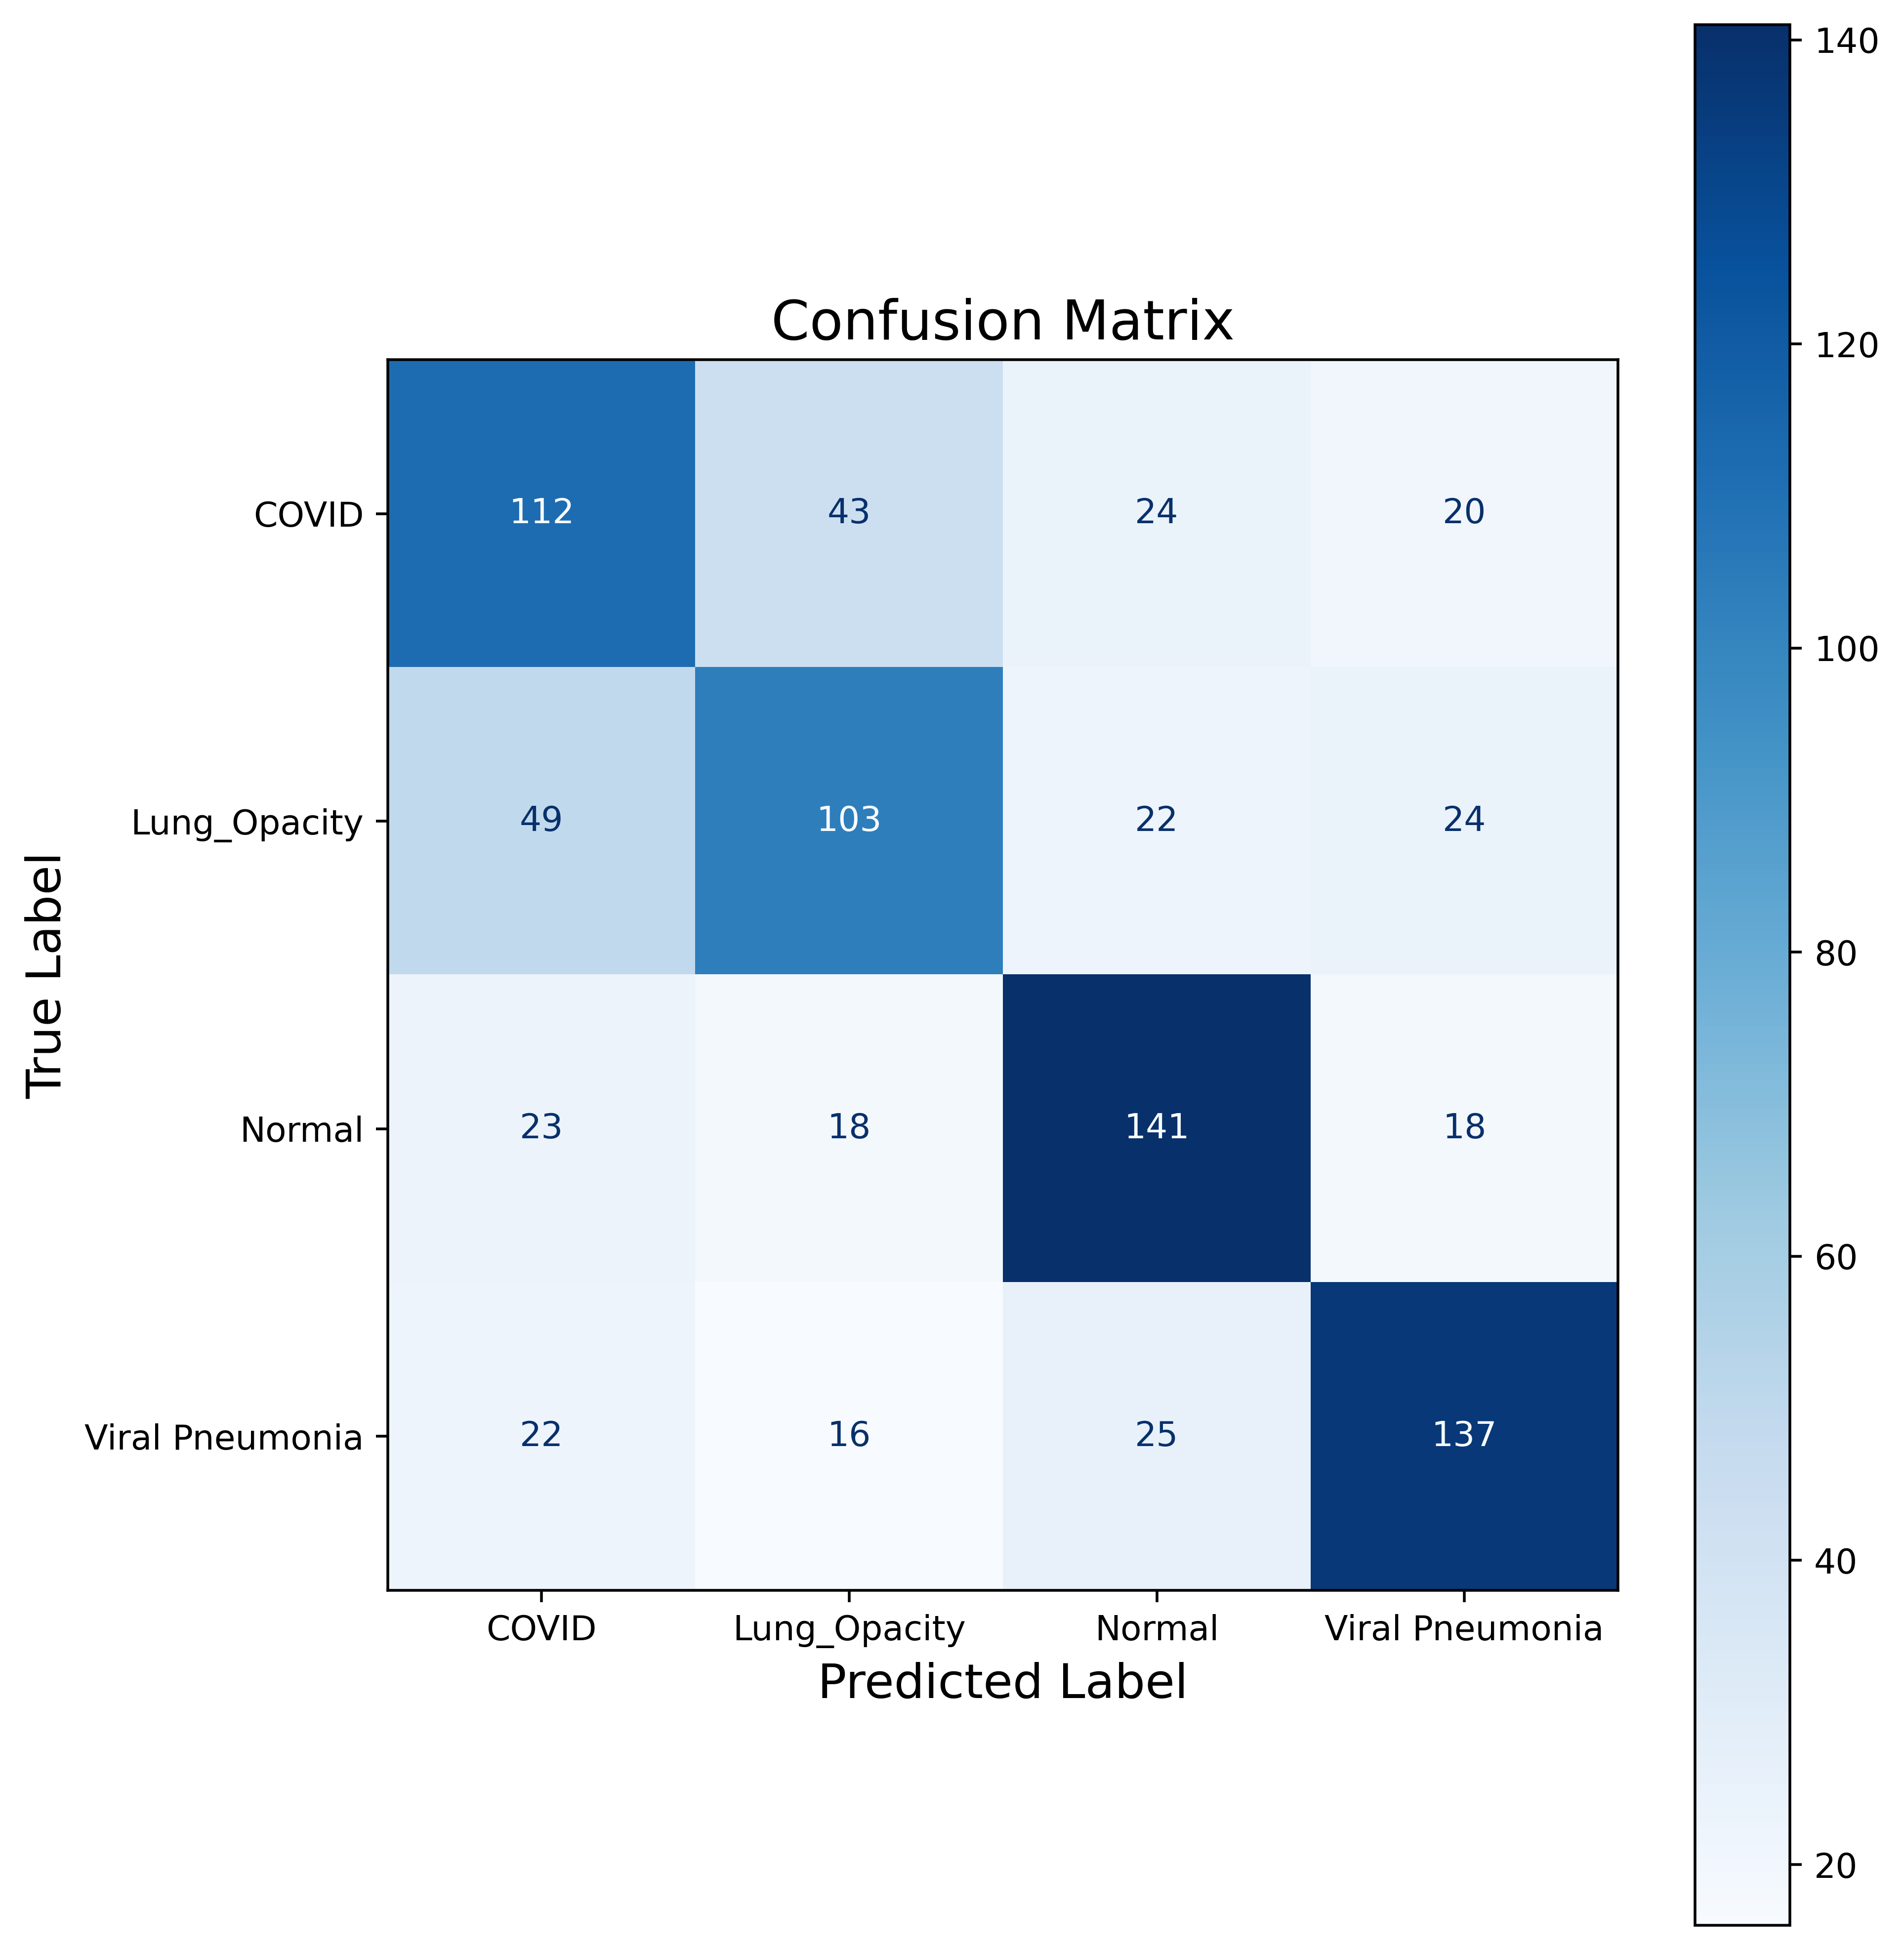 Confusion Matrix
140
120
100
80
60
40
20
True Label
COVID
112 43 24 20
Lung_Opacity
49 103 22 24
Normal
23 18 141 18
Viral Pneumonia
22 16 25 137
COVID Lung_Opacity Normal Viral Pneumonia
Predicted Label